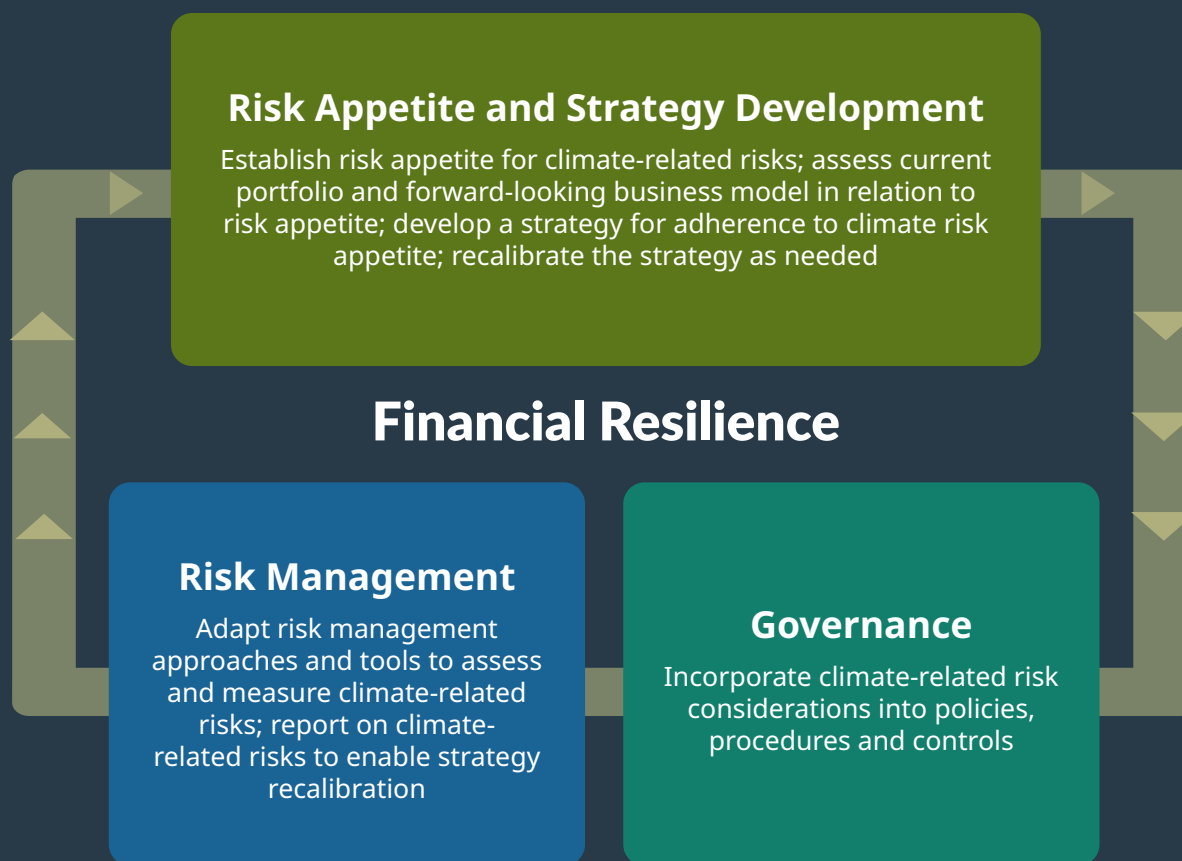 Risk Appetite and Strategy Development
Establish risk appetite for climate-related risks; assess current
portfolio and forward-looking business model in relation to
risk appetite; develop a strategy for adherence to climate risk
appetite; recalibrate the strategy as needed
Financial Resilience
Risk Management
Adapt risk management
approaches and tools to assess
and measure climate-related
risks; report on climate-
related risks to enable strategy
recalibration
Governance
Incorporate climate-related risk
considerations into policies,
procedures and controls